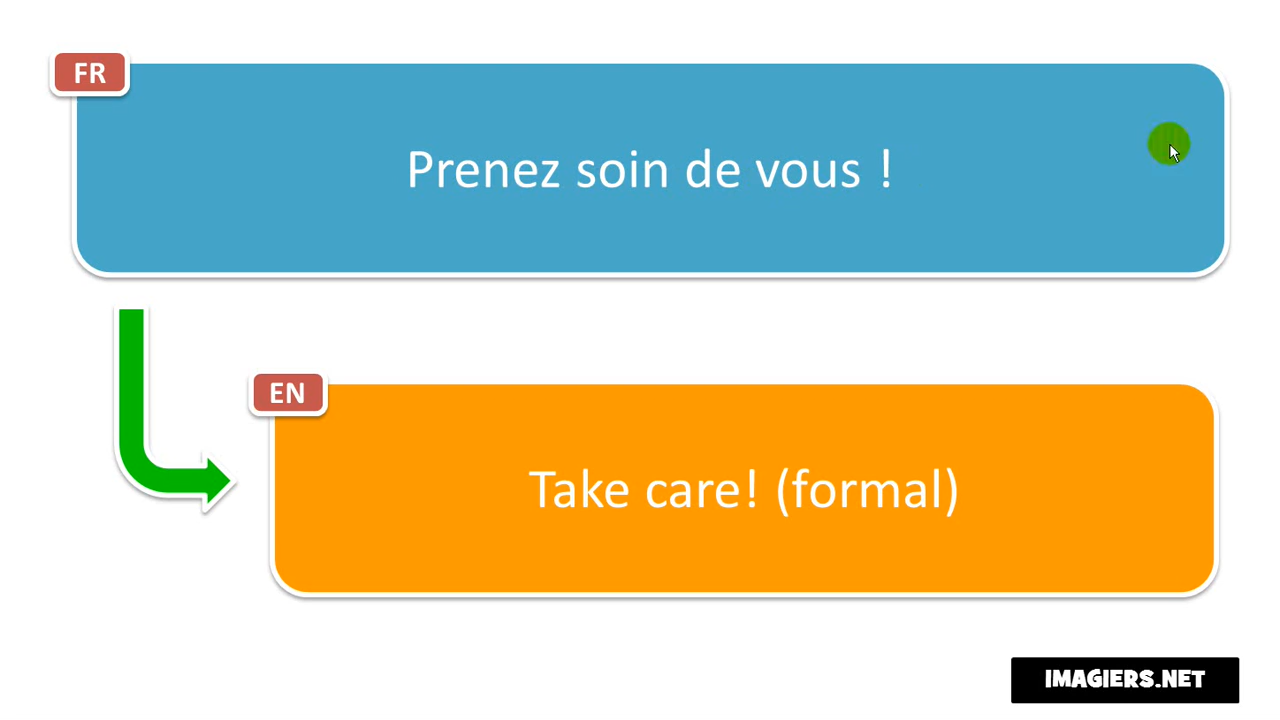 FR
Prenez soin de vous !
EN
Take care! (formal)
IMAGIERS.NET